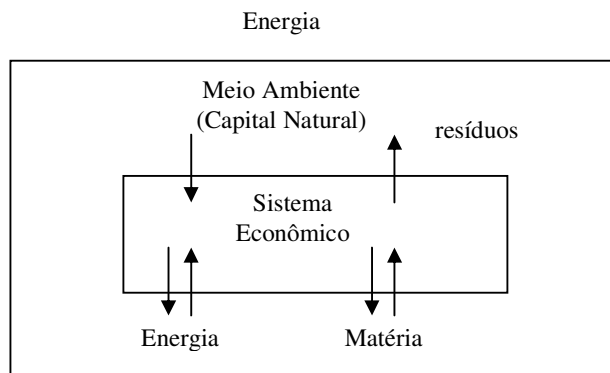 Energia
Meio Ambiente
(Capital Natural)
resíduos
Sistema
Econômico
Energia
Matéria